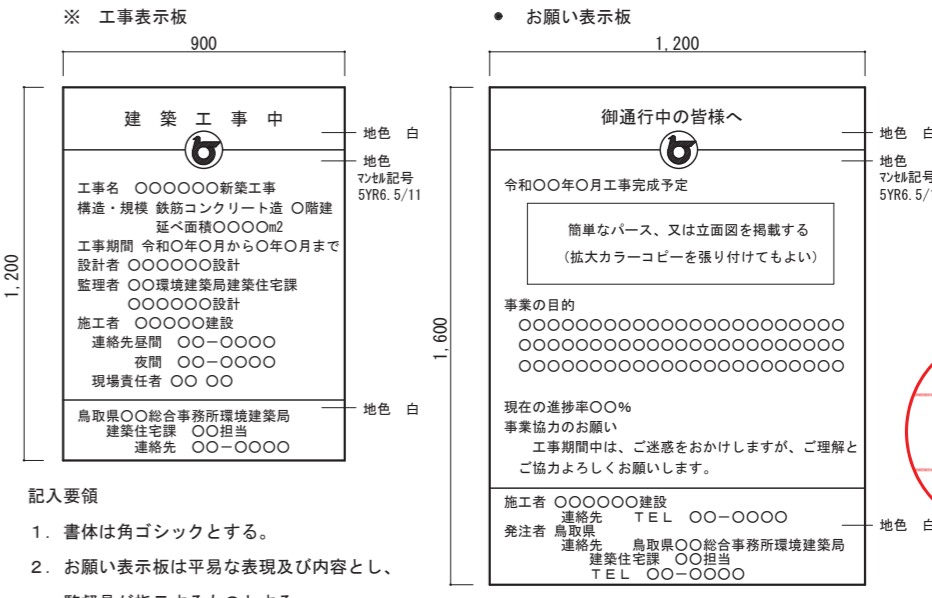 ※ 工事表示板
900
1,200
建 築 工 事 中
地色 白
地色
マンセル記号
5YR6.5/11
工事名 〇〇〇〇〇〇新築工事
構造・規模 鉄筋コンクリート造 〇階建
延べ面積〇〇〇〇m2
工事期間 令和〇年〇月から〇年〇月まで
設計者 〇〇〇〇〇〇設計
監理者 〇〇環境建築局建築住宅課
〇〇〇〇〇〇設計
施工者 〇〇〇〇〇建設
連絡先昼間 〇〇－〇〇〇〇
夜間 〇〇－〇〇〇〇
現場責任者 〇〇 〇〇
鳥取県〇〇総合事務所環境建築局
建築住宅課 〇〇担当
連絡先 〇〇－〇〇〇〇
地色 白
記入要領
1. 書体は角ゴシックとする。
2. お願い表示板は平易な表現及び内容とし、
● お願い表示板
1,200
1,600
御通行中の皆様へ
地色 白
地色
マンセル記号
5YR6.5/
令和〇〇年〇月工事完成予定
簡単なパース、又は立面図を掲載する
(拡大カラーコピーを張り付けてもよい)
事業の目的
〇〇〇〇〇〇〇〇〇〇〇〇〇〇〇〇〇〇〇〇〇〇〇
〇〇〇〇〇〇〇〇〇〇〇〇〇〇〇〇〇〇〇〇〇〇〇
〇〇〇〇〇〇〇〇〇〇〇〇〇〇〇〇〇〇〇〇〇〇〇
現在の進捗率〇〇%
事業協力のお願い
工事期間中は、ご迷惑をおかけしますが、ご理解と
ご協力よろしくお願いします。
施工者 〇〇〇〇〇〇建設
連絡先 TEL 〇〇－〇〇〇〇
発注者 鳥取県
連絡先 鳥取県〇〇総合事務所環境建築局
建築住宅課 〇〇担当
TEL 〇〇－〇〇〇〇
地色 白